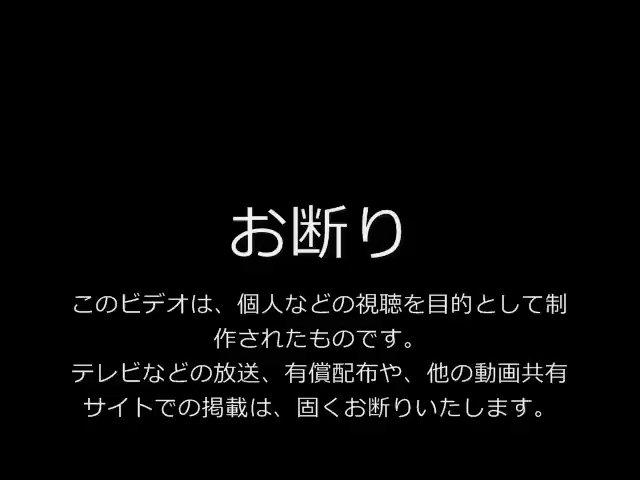 お断り
このビデオは、個人などの視聴を目的として制
作されたものです。
テレビなどの放送、有償配布や、他の動画共有
サイトでの掲載は、固くお断りいたします。